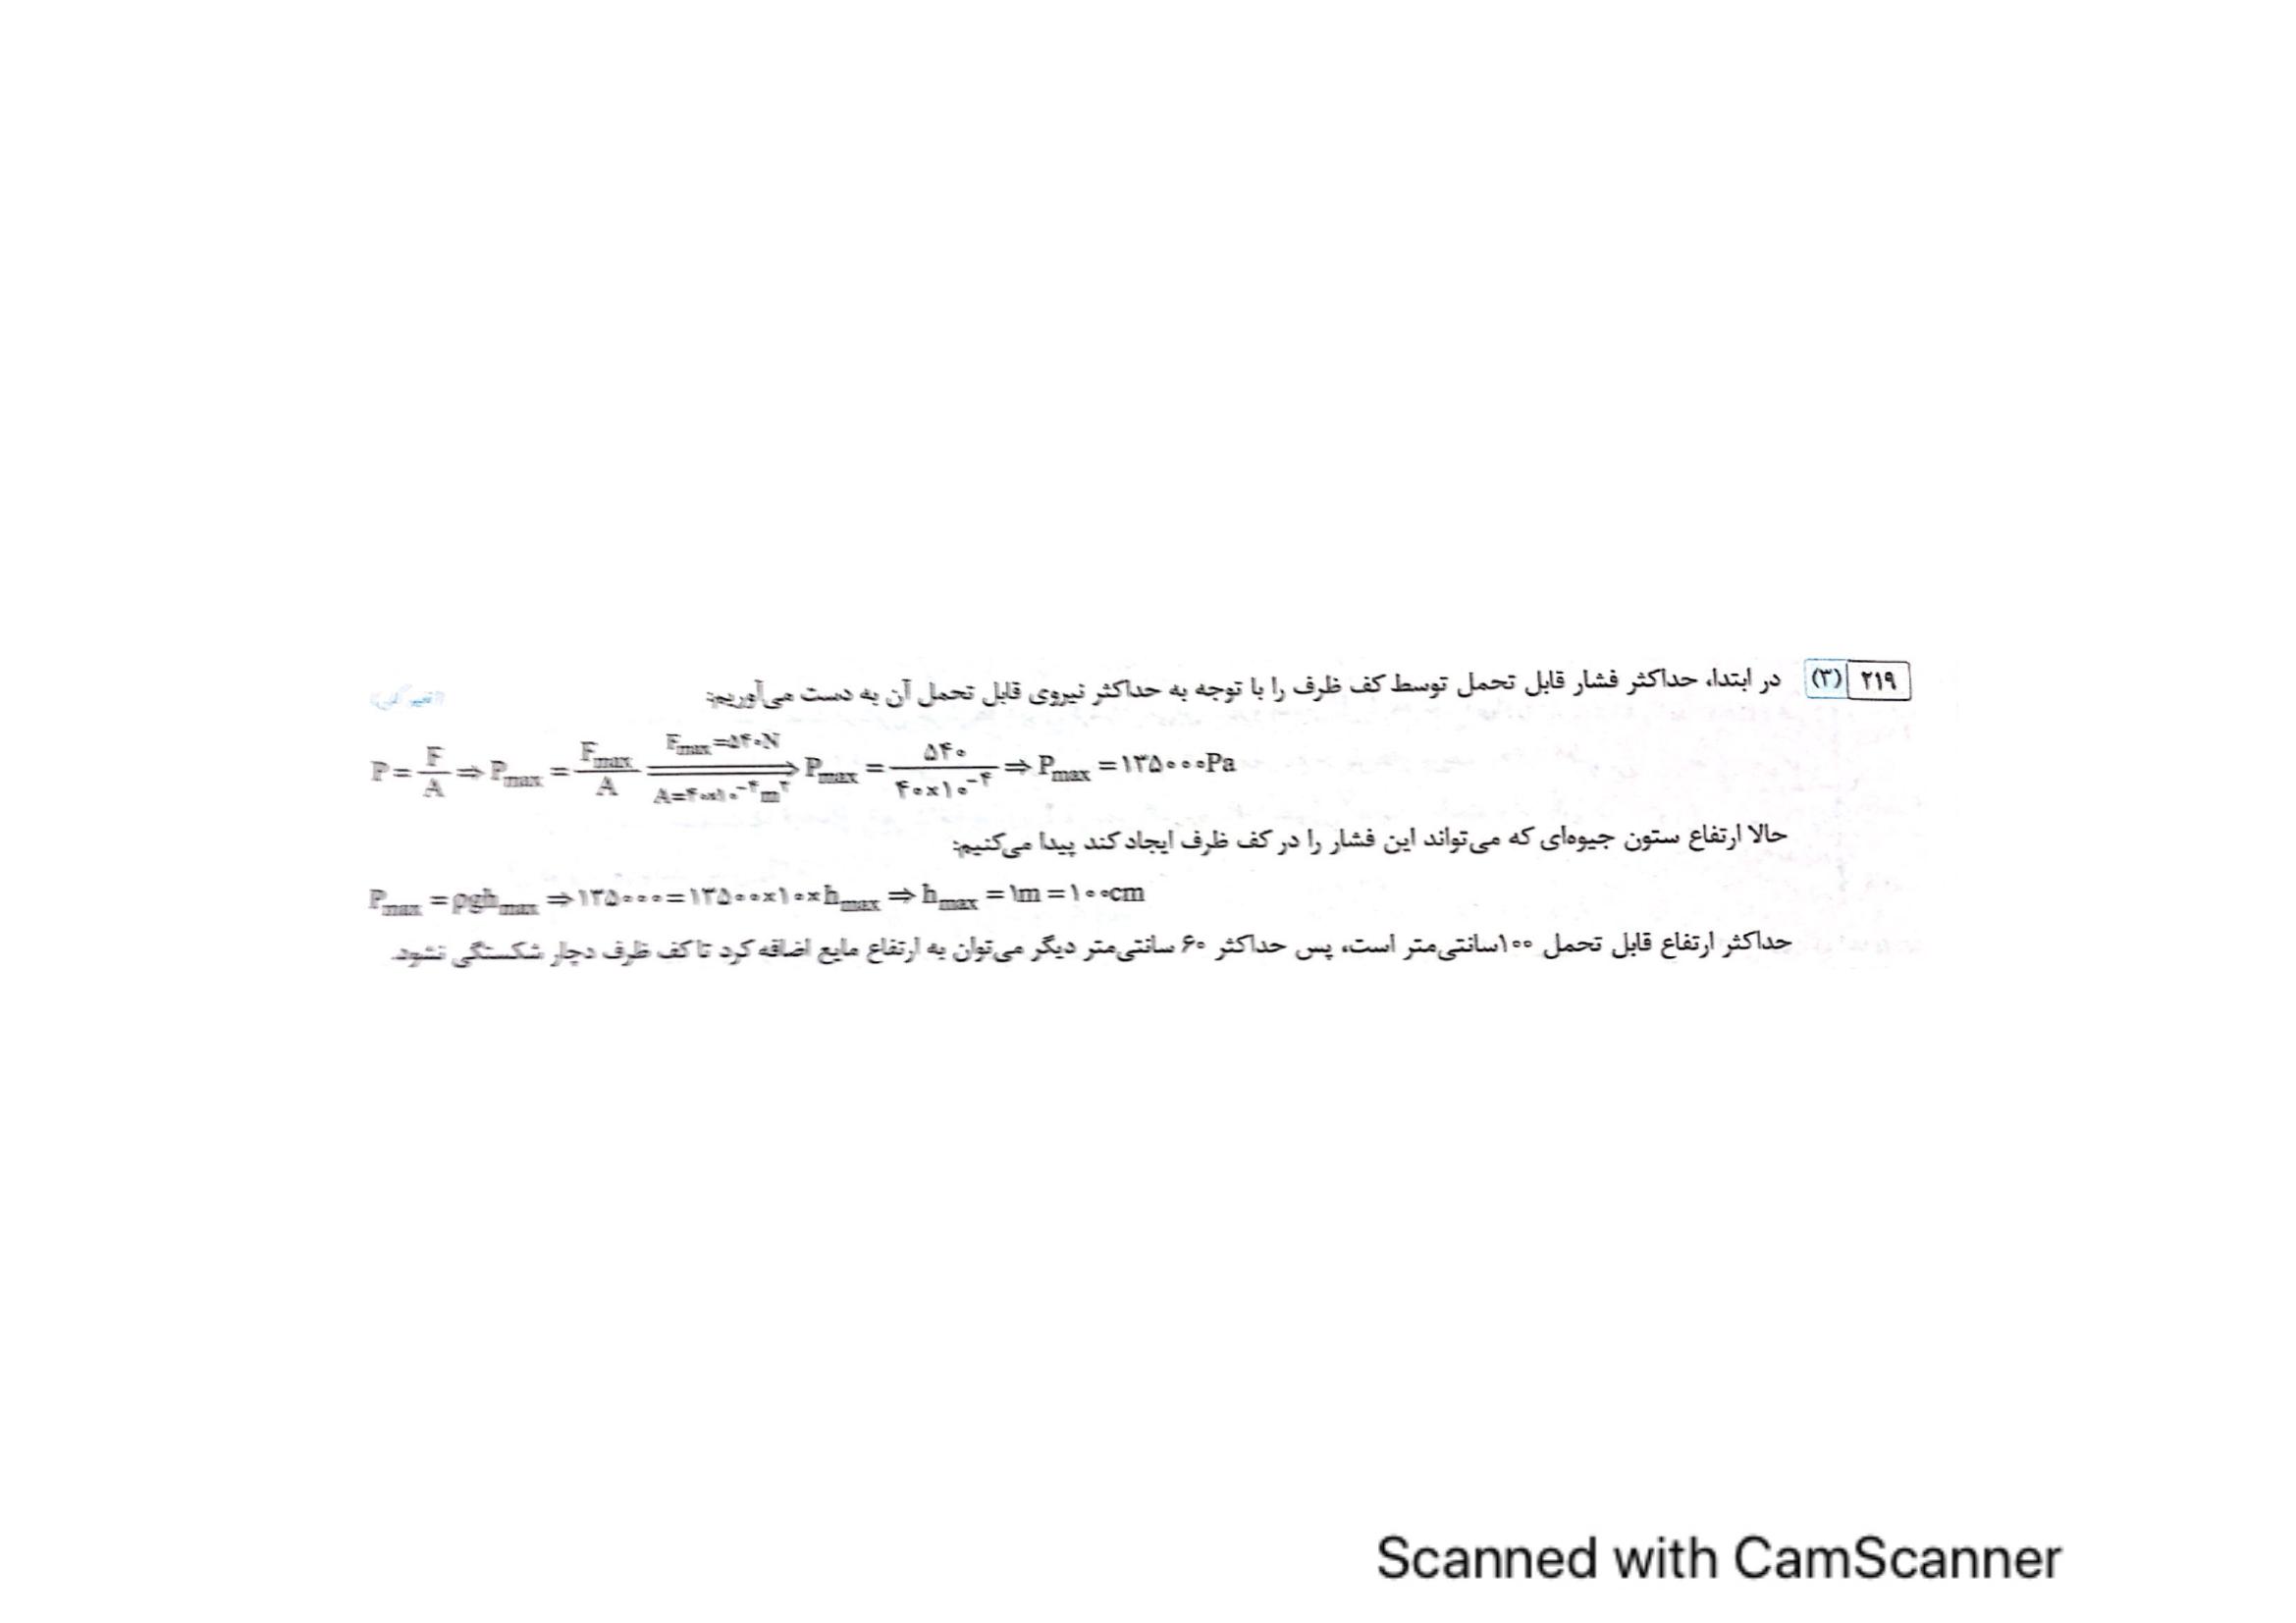 ۲۱۹ (۳) در ابتدا، حداکثر فشار قابل تحمل توسط کف ظرف را با توجه به حداکثر نیروی قابل تحمل آن به دست می‌آوریم:
P = F/A ⇒ P_max = F_max/A ==(F_max=۵۴۰N, A=۴۰×۱۰^-۴ m^۲)==> P_max = ۵۴۰/(۴۰×۱۰^-۴) ⇒ P_max = ۱۳۵۰۰۰Pa
حالا ارتفاع ستون جیوه‌ای که می‌تواند این فشار را در کف ظرف ایجاد کند پیدا می‌کنیم:
P_max = ρgh_max ⇒ ۱۳۵۰۰۰ = ۱۳۵۰۰×۱۰×h_max ⇒ h_max = ۱m = ۱۰۰cm
حداکثر ارتفاع قابل تحمل ۱۰۰سانتی‌متر است، پس حداکثر ۶۰ سانتی‌متر دیگر می‌توان به ارتفاع مایع اضافه کرد تا کف ظرف دچار شکستگی نشود.
Scanned with CamScanner